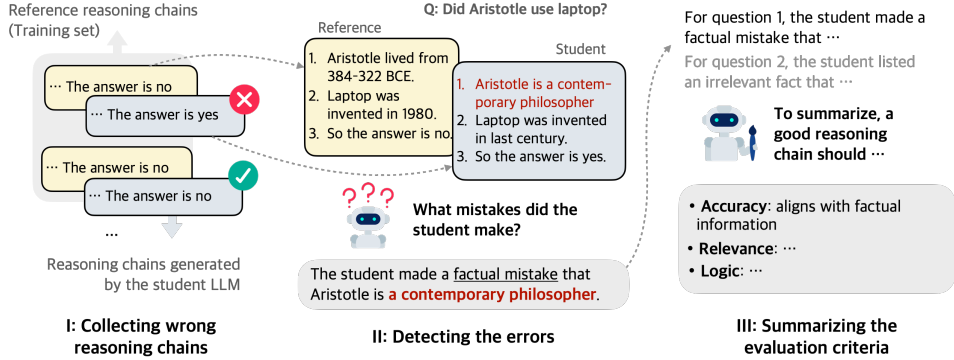 Reference reasoning chains
(Training set)
··· The answer is no
··· The answer is yes
··· The answer is no
··· The answer is no
...
Reasoning chains generated
by the student LLM
I: Collecting wrong
reasoning chains
Q: Did Aristotle use laptop?
Reference
1. Aristotle lived from
384-322 BCE.
2. Laptop was
invented in 1980.
3. So the answer is no.
Student
1. Aristotle is a contem-
porary philosopher
2. Laptop was invented
in last century.
3. So the answer is yes.
? ? ?
What mistakes did the
student make?
The student made a factual mistake that
Aristotle is a contemporary philosopher.
II: Detecting the errors
For question 1, the student made a
factual mistake that ···
For question 2, the student listed
an irrelevant fact that ···
To summarize, a
good reasoning
chain should ···
• Accuracy: aligns with factual
information
• Relevance: ···
• Logic: ···
III: Summarizing the
evaluation criteria